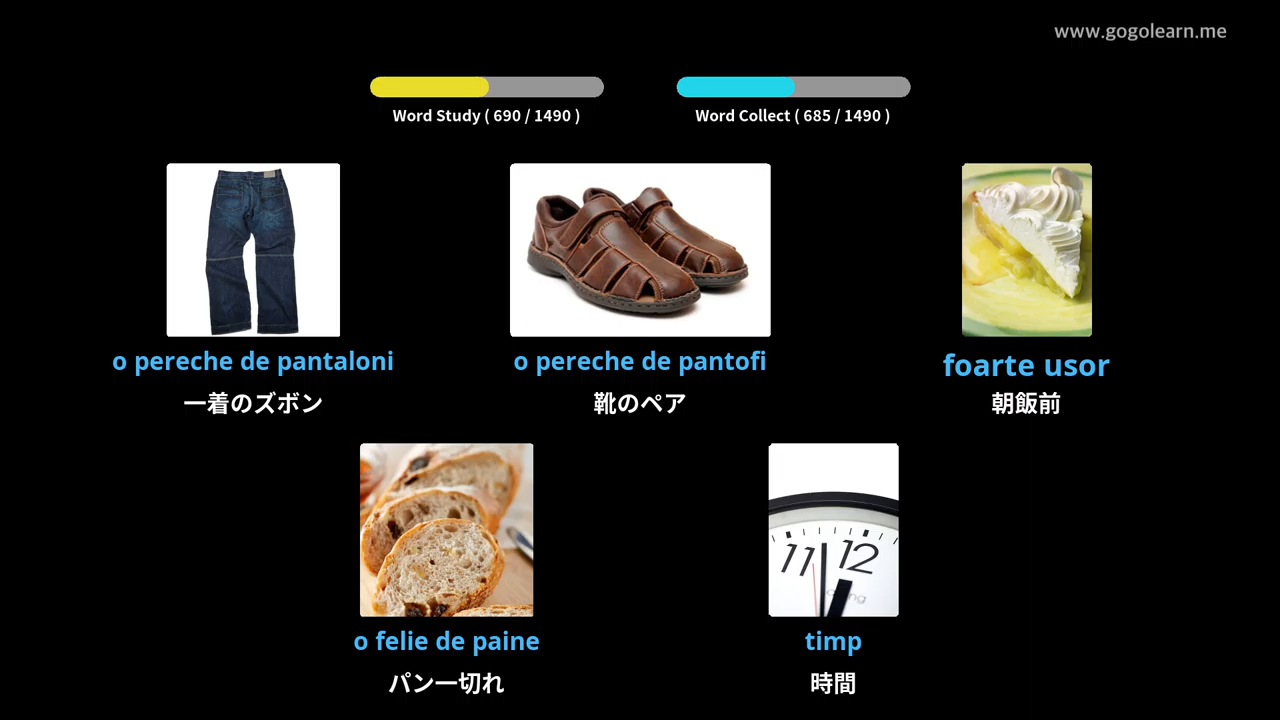 www.gogolearn.me
Word Study ( 690 / 1490 )
Word Collect ( 685 / 1490 )
o pereche de pantaloni
一着のズボン
o pereche de pantofi
靴のペア
foarte usor
朝飯前
o felie de paine
パン一切れ
timp
時間
11
12